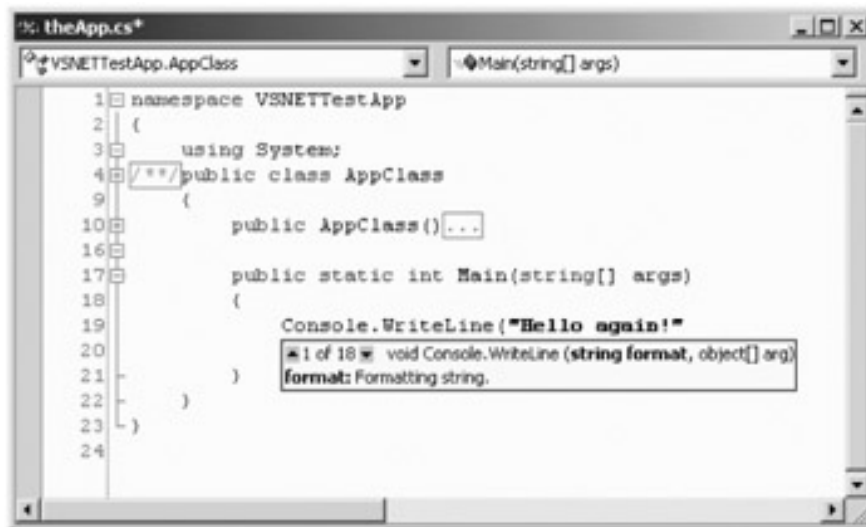 theApp.cs*
VSNETTestApp.AppClass
Main(string[] args)
1 namespace VSNETTestApp
2 {
3 using System;
4 /**/public class AppClass
9 {
10 public AppClass()...
16
17 public static int Main(string[] args)
18 {
19 Console.WriteLine("Hello again!"
20 1 of 18 void Console.WriteLine (string format, object[] arg)
format: Formatting string.
21 }
22 }
23 }
24